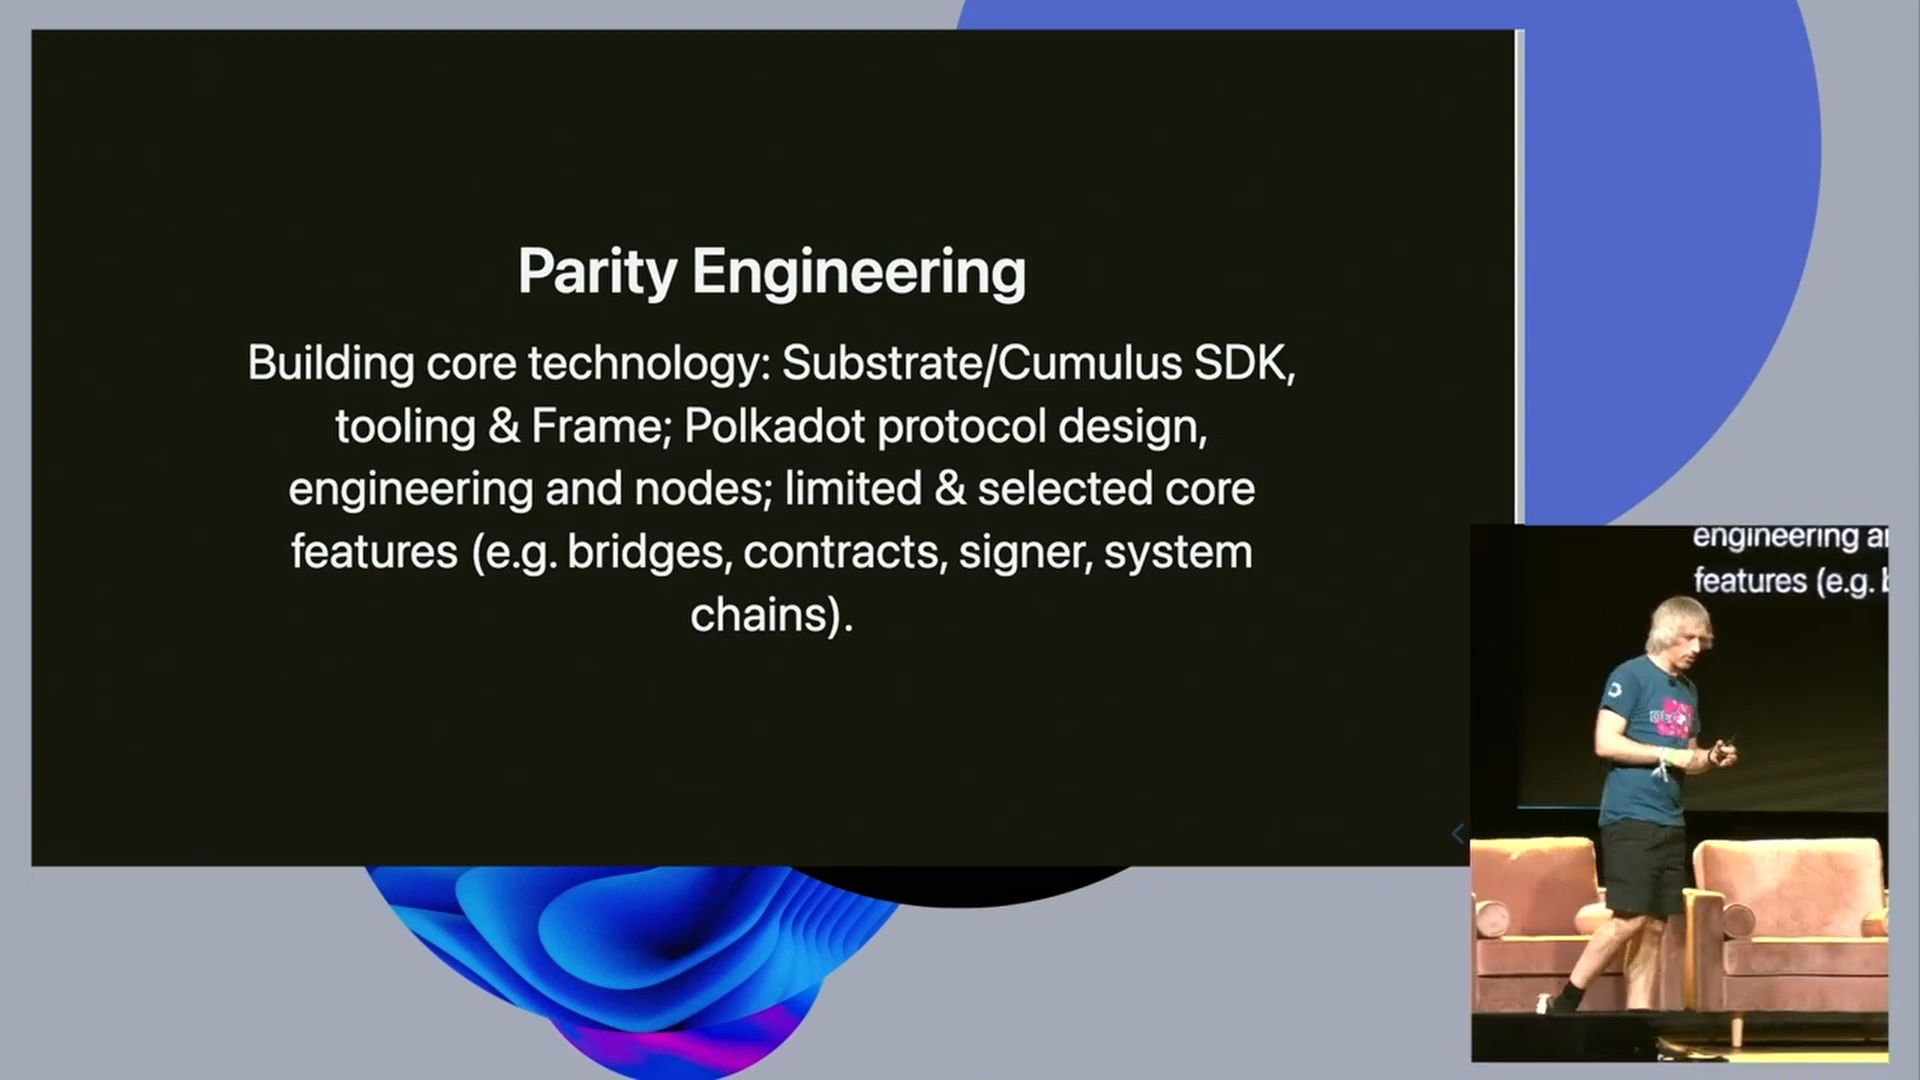 Parity Engineering
Building core technology: Substrate/Cumulus SDK,
tooling & Frame; Polkadot protocol design,
engineering and nodes; limited & selected core
features (e.g. bridges, contracts, signer, system
chains).
engineering a
features (e.g. b